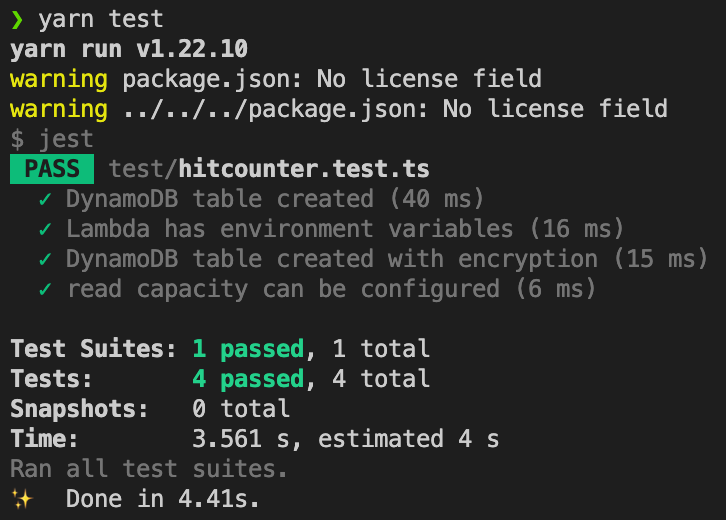 ❯ yarn test
yarn run v1.22.10
warning package.json: No license field
warning ../../../package.json: No license field
$ jest
PASS test/hitcounter.test.ts
✓ DynamoDB table created (40 ms)
✓ Lambda has environment variables (16 ms)
✓ DynamoDB table created with encryption (15 ms)
✓ read capacity can be configured (6 ms)
Test Suites: 1 passed, 1 total
Tests: 4 passed, 4 total
Snapshots: 0 total
Time: 3.561 s, estimated 4 s
Ran all test suites.
✨ Done in 4.41s.